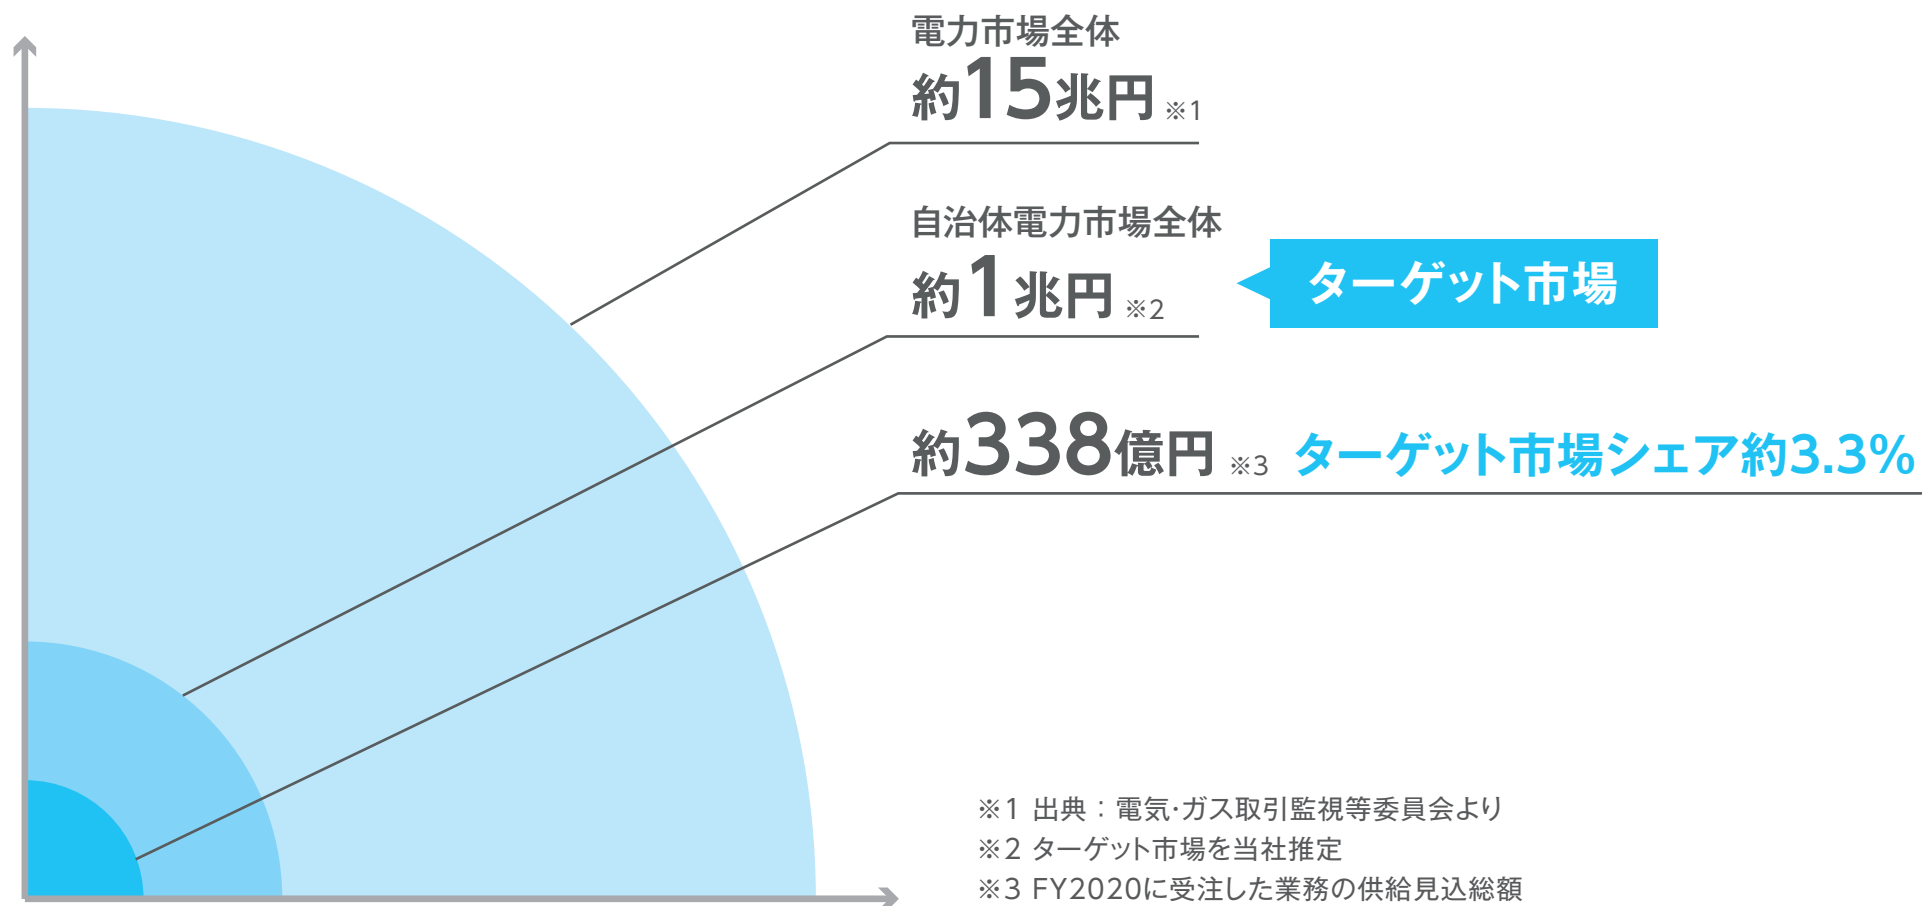 電力市場全体
約15兆円 ※1
自治体電力市場全体
約1兆円 ※2
ターゲット市場
約338億円 ※3 ターゲット市場シェア約3.3%
※1 出典：電気・ガス取引監視等委員会より
※2 ターゲット市場を当社推定
※3 FY2020に受注した業務の供給見込総額